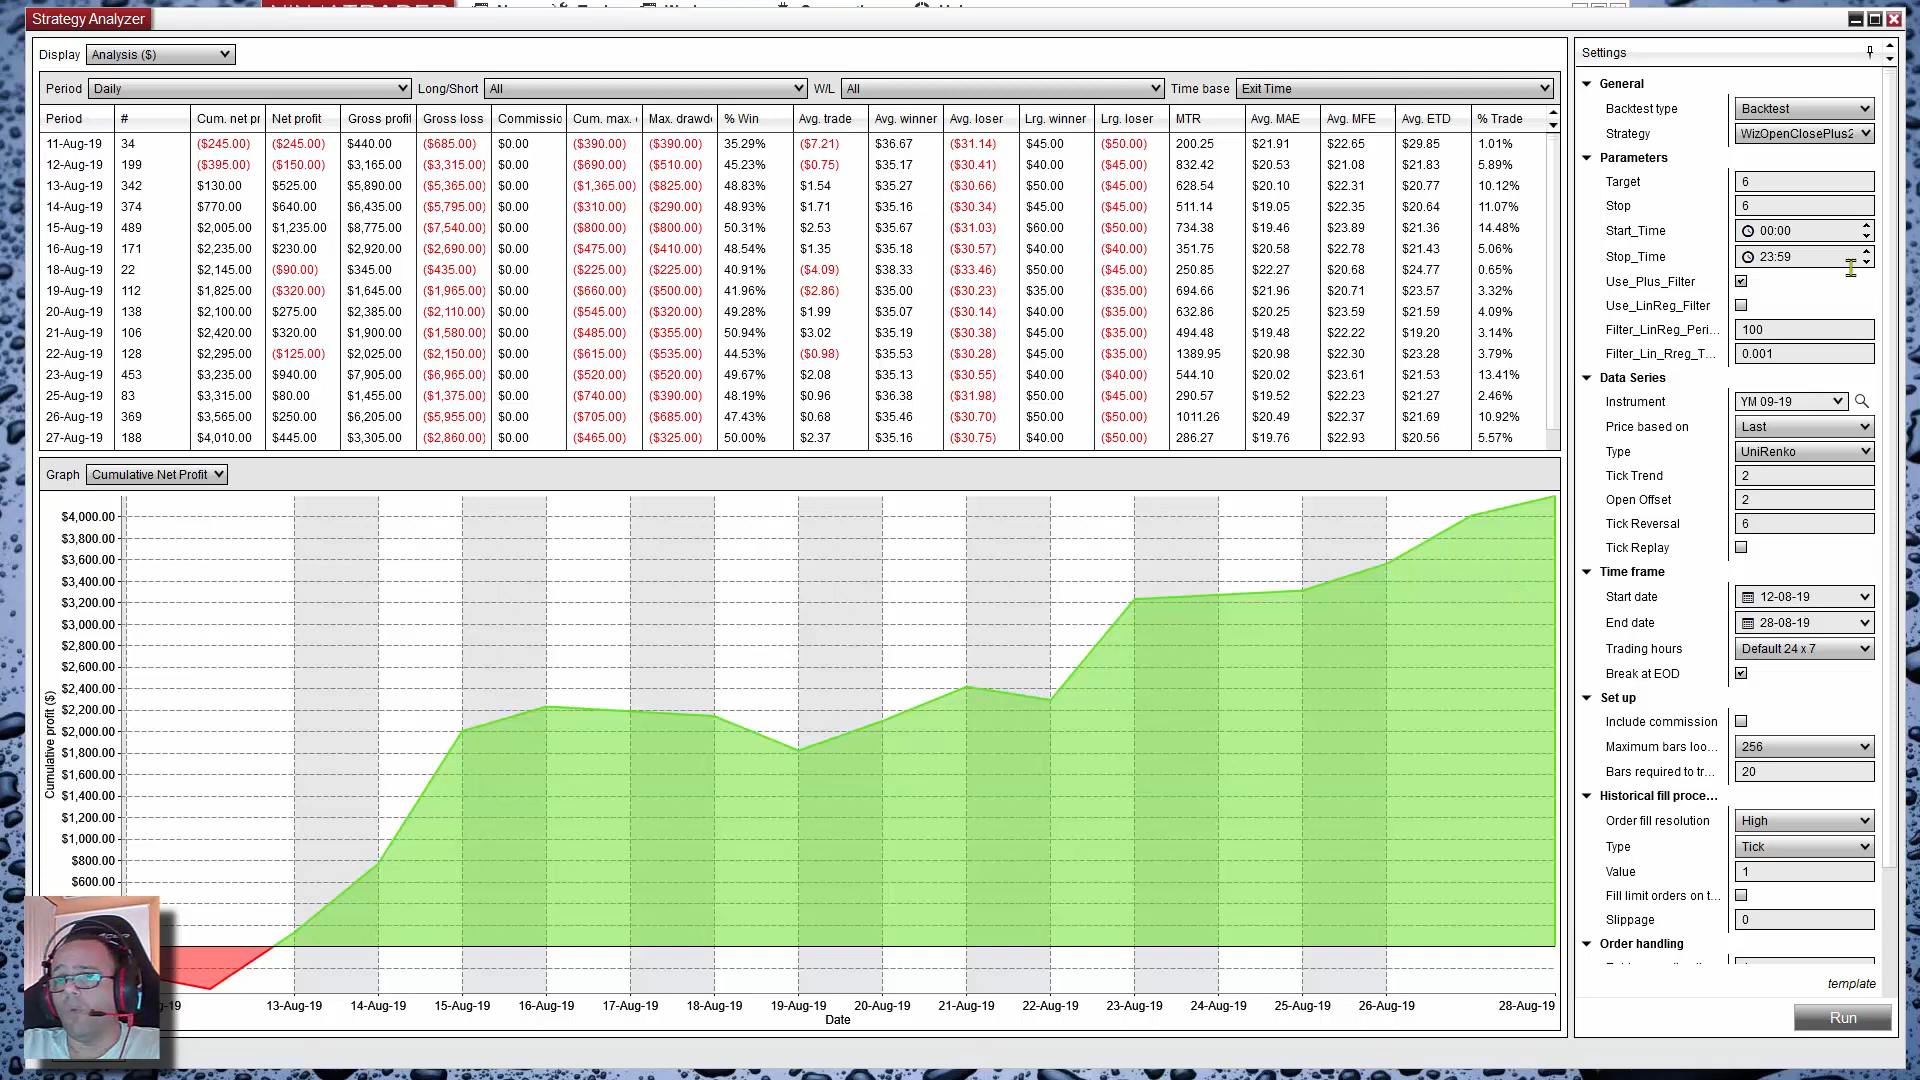 Strategy Analyzer
Display Analysis ($)
Period Daily Long/Short All W/L All Time base Exit Time
Period # Cum. net pr Net profit Gross profit Gross loss Commissio Cum. max. Max. drawd % Win Avg. trade Avg. winner Avg. loser Lrg. winner Lrg. loser MTR Avg. MAE Avg. MFE Avg. ETD % Trade
11-Aug-19 34 ($245.00) ($245.00) $440.00 ($685.00) $0.00 ($390.00) ($390.00) 35.29% ($7.21) $36.67 ($31.14) $45.00 ($50.00) 200.25 $21.91 $22.65 $29.85 1.01%
12-Aug-19 199 ($395.00) ($150.00) $3,165.00 ($3,315.00) $0.00 ($690.00) ($510.00) 45.23% ($0.75) $35.17 ($30.41) $40.00 ($45.00) 832.42 $20.53 $21.08 $21.83 5.89%
13-Aug-19 342 $130.00 $525.00 $5,890.00 ($5,365.00) $0.00 ($1,365.00) ($825.00) 48.83% $1.54 $35.27 ($30.66) $50.00 ($45.00) 628.54 $20.10 $22.31 $20.77 10.12%
14-Aug-19 374 $770.00 $640.00 $6,435.00 ($5,795.00) $0.00 ($310.00) ($290.00) 48.93% $1.71 $35.16 ($30.34) $45.00 ($40.00) 511.14 $19.05 $22.35 $20.64 11.07%
15-Aug-19 489 $2,005.00 $1,235.00 $8,775.00 ($7,540.00) $0.00 ($800.00) ($800.00) 50.31% $2.53 $35.67 ($31.03) $60.00 ($50.00) 734.38 $19.46 $23.89 $21.36 14.48%
16-Aug-19 171 $2,235.00 $230.00 $2,920.00 ($2,690.00) $0.00 ($475.00) ($410.00) 48.54% $1.35 $35.18 ($30.57) $40.00 ($40.00) 351.75 $20.58 $22.78 $21.43 5.06%
18-Aug-19 22 $2,145.00 ($90.00) $345.00 ($435.00) $0.00 ($225.00) ($225.00) 40.91% ($4.09) $38.33 ($33.46) $50.00 ($50.00) 250.85 $22.27 $20.68 $24.77 0.65%
19-Aug-19 112 $1,825.00 ($320.00) $1,645.00 ($1,965.00) $0.00 ($660.00) ($500.00) 41.96% ($2.86) $35.00 ($30.23) $35.00 ($35.00) 694.66 $21.96 $20.71 $23.57 3.32%
20-Aug-19 138 $2,100.00 $275.00 $2,385.00 ($2,110.00) $0.00 ($545.00) ($320.00) 49.28% $1.99 $35.07 ($30.14) $40.00 ($35.00) 632.86 $20.25 $23.59 $21.59 4.09%
21-Aug-19 106 $2,420.00 $320.00 $1,900.00 ($1,580.00) $0.00 ($485.00) ($355.00) 50.94% $3.02 $35.19 ($30.38) $40.00 ($35.00) 494.48 $19.48 $22.22 $19.20 3.14%
22-Aug-19 128 $2,295.00 ($125.00) $2,025.00 ($2,150.00) $0.00 ($615.00) ($535.00) 44.53% ($0.98) $35.53 ($30.28) $45.00 ($35.00) 1389.95 $20.98 $22.30 $23.28 3.79%
23-Aug-19 453 $3,235.00 $940.00 $7,905.00 ($6,965.00) $0.00 ($520.00) ($520.00) 49.67% $2.08 $35.13 ($30.55) $40.00 ($40.00) 544.10 $20.02 $23.61 $21.53 13.41%
25-Aug-19 83 $3,315.00 $80.00 $1,455.00 ($1,375.00) $0.00 ($740.00) ($390.00) 48.19% $0.96 $36.38 ($31.98) $50.00 ($45.00) 290.57 $19.52 $22.23 $21.27 2.46%
26-Aug-19 369 $3,565.00 $250.00 $6,205.00 ($5,955.00) $0.00 ($705.00) ($685.00) 47.43% $0.68 $35.46 ($30.70) $50.00 ($50.00) 1011.26 $20.49 $22.37 $21.69 10.92%
27-Aug-19 188 $4,010.00 $445.00 $3,305.00 ($2,860.00) $0.00 ($465.00) ($325.00) 50.00% $2.37 $35.16 ($30.75) $40.00 ($50.00) 286.27 $19.76 $22.93 $20.56 5.57%
Graph Cumulative Net Profit
Cumulative profit ($)
$4,000.00
$3,800.00
$3,600.00
$3,400.00
$3,200.00
$3,000.00
$2,800.00
$2,600.00
$2,400.00
$2,200.00
$2,000.00
$1,800.00
$1,600.00
$1,400.00
$1,200.00
$1,000.00
$800.00
$600.00
13-Aug-19 14-Aug-19 15-Aug-19 16-Aug-19 17-Aug-19 18-Aug-19 19-Aug-19 20-Aug-19 21-Aug-19 22-Aug-19 23-Aug-19 24-Aug-19 25-Aug-19 26-Aug-19 28-Aug-19
Date
Settings
General
Backtest type Backtest
Strategy WizOpenClosePlus2
Parameters
Target 6
Stop 6
Start_Time 00:00
Stop_Time 23:59
Use_Plus_Filter
Use_LinReg_Filter
Filter_LinReg_Peri... 100
Filter_Lin_Rreg_T... 0.001
Data Series
Instrument YM 09-19
Price based on Last
Type UniRenko
Tick Trend 2
Open Offset 2
Tick Reversal 6
Tick Replay
Time frame
Start date 12-08-19
End date 28-08-19
Trading hours Default 24 x 7
Break at EOD
Set up
Include commission
Maximum bars loo... 256
Bars required to tr... 20
Historical fill proce...
Order fill resolution High
Type Tick
Value 1
Fill limit orders on t...
Slippage 0
Order handling
template
Run